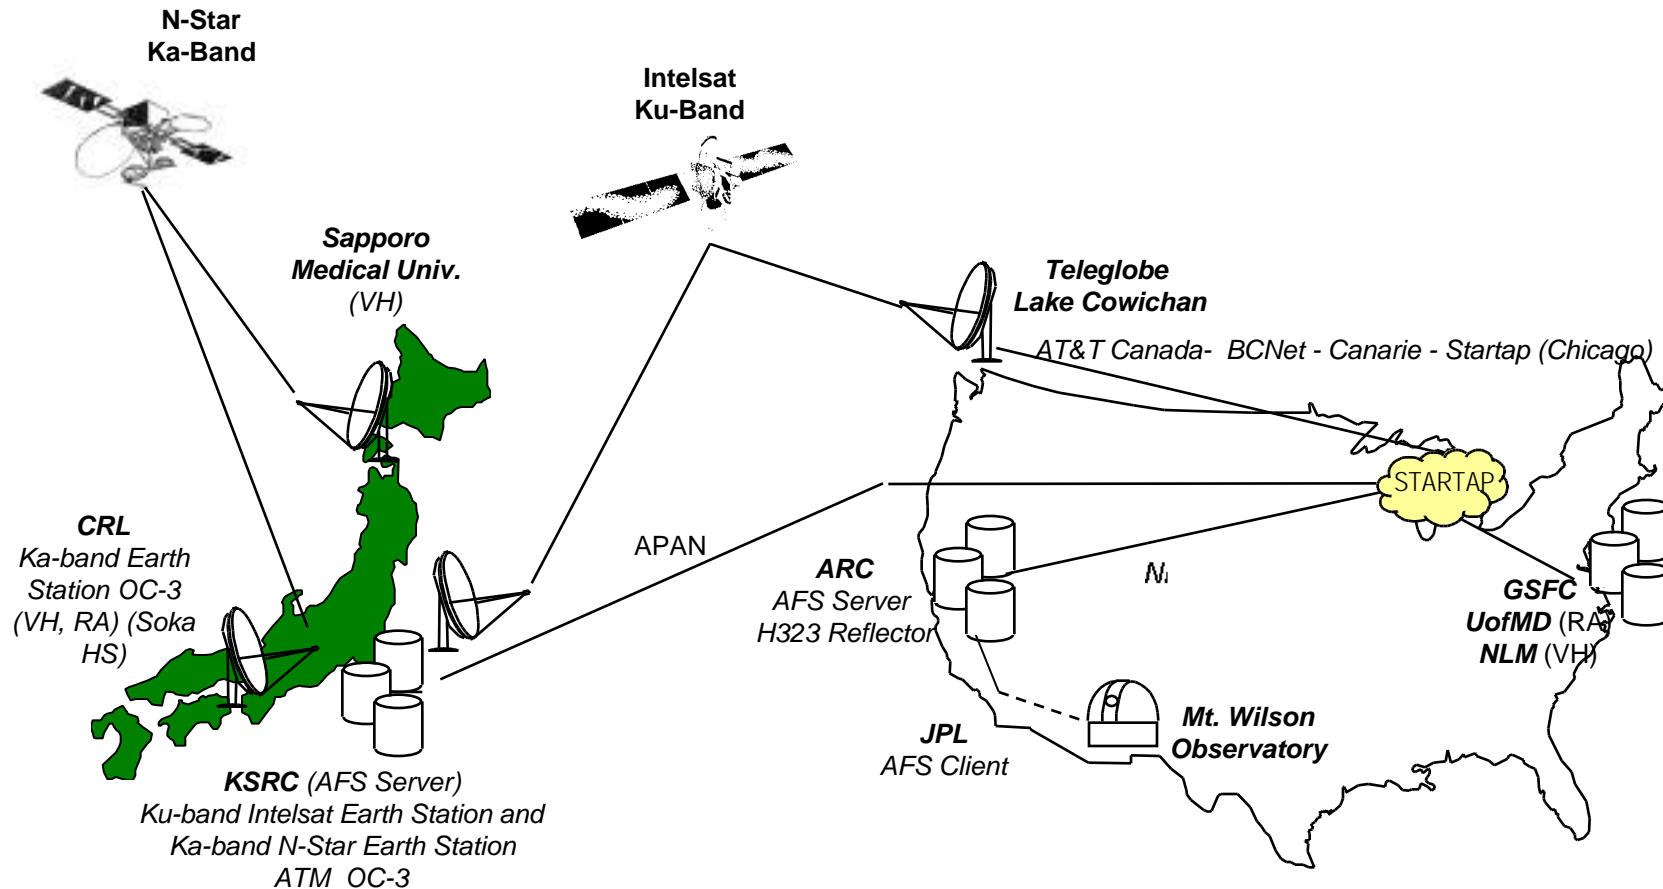 N-Star
Ka-Band
Intelsat
Ku-Band
Sapporo
Medical Univ.
(VH)
Teleglobe
Lake Cowichan
AT&T Canada- BCNet - Canarie - Startap (Chicago)
STARTAP
CRL
Ka-band Earth
Station OC-3
(VH, RA) (Soka
HS)
APAN
ARC
AFS Server
H323 Reflector
GSFC
UofMD (RA)
NLM (VH)
JPL
AFS Client
Mt. Wilson
Observatory
KSRC (AFS Server)
Ku-band Intelsat Earth Station and
Ka-band N-Star Earth Station
ATM OC-3